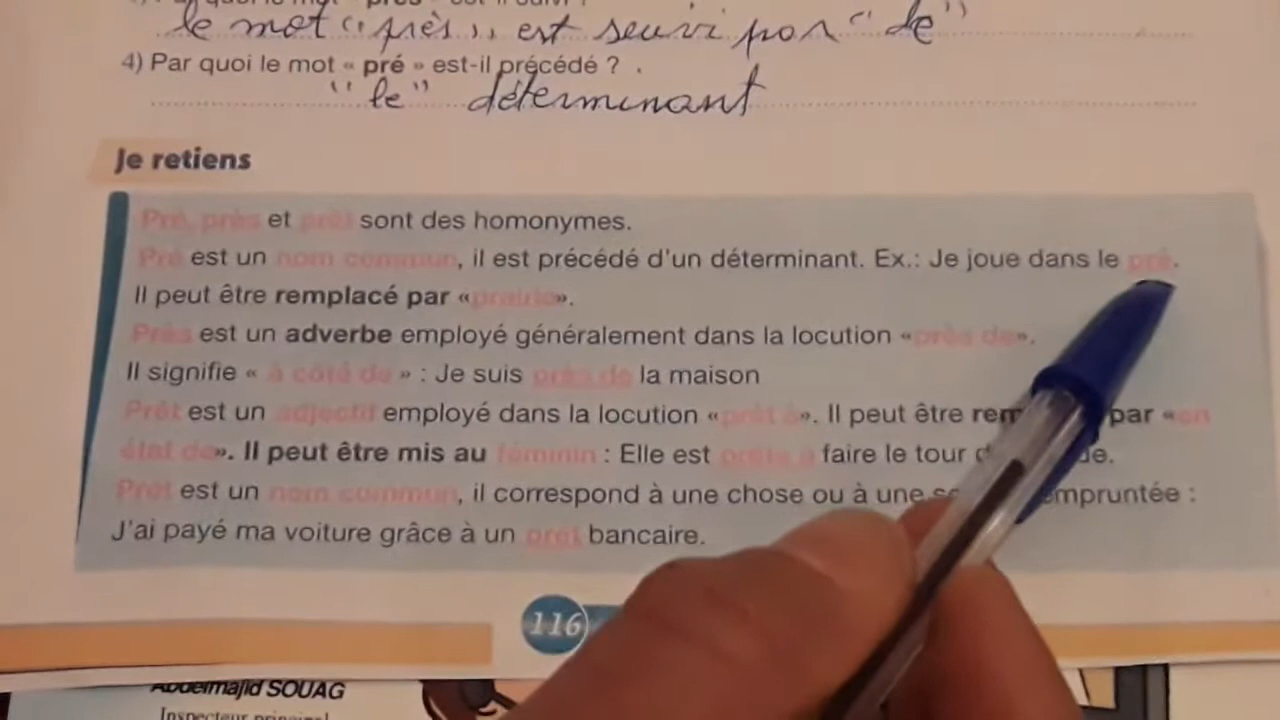 le mot "près" est suivi par "de"
4) Par quoi le mot « pré » est-il précédé ? .
"le" déterminant
Je retiens
Pré, près et prêt sont des homonymes.
Pré est un nom commun, il est précédé d'un déterminant. Ex.: Je joue dans le pré.
Il peut être remplacé par «prairie».
Près est un adverbe employé généralement dans la locution «près de».
Il signifie « à côté de » : Je suis près de la maison
Prêt est un adjectif employé dans la locution «prêt à». Il peut être par «en
état de». Il peut être mis au féminin : Elle est prête à faire le tour
Prêt est un nom commun, il correspond à une chose ou à une empruntée :
J'ai payé ma voiture grâce à un prêt bancaire.
116
Abdelmajid SOUAG
Inspecteur principal